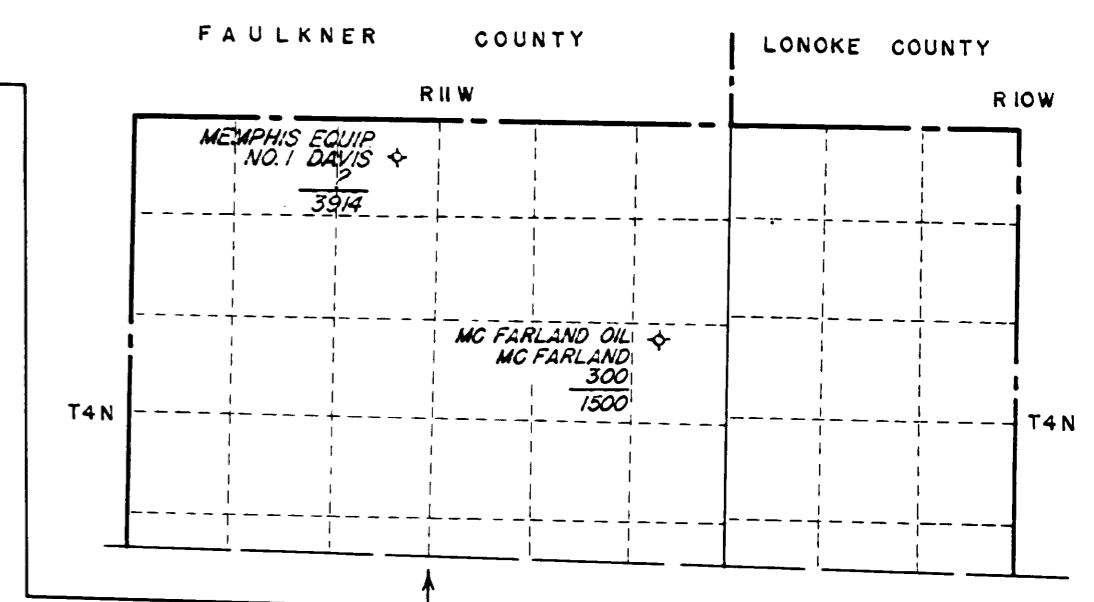 FAULKNER COUNTY
LONOKE COUNTY
R11W
R10W
MEMPHIS EQUIP.
NO. 1 DAVIS
?
3914
MC FARLAND OIL
MC FARLAND
300
1500
T4N
T4N